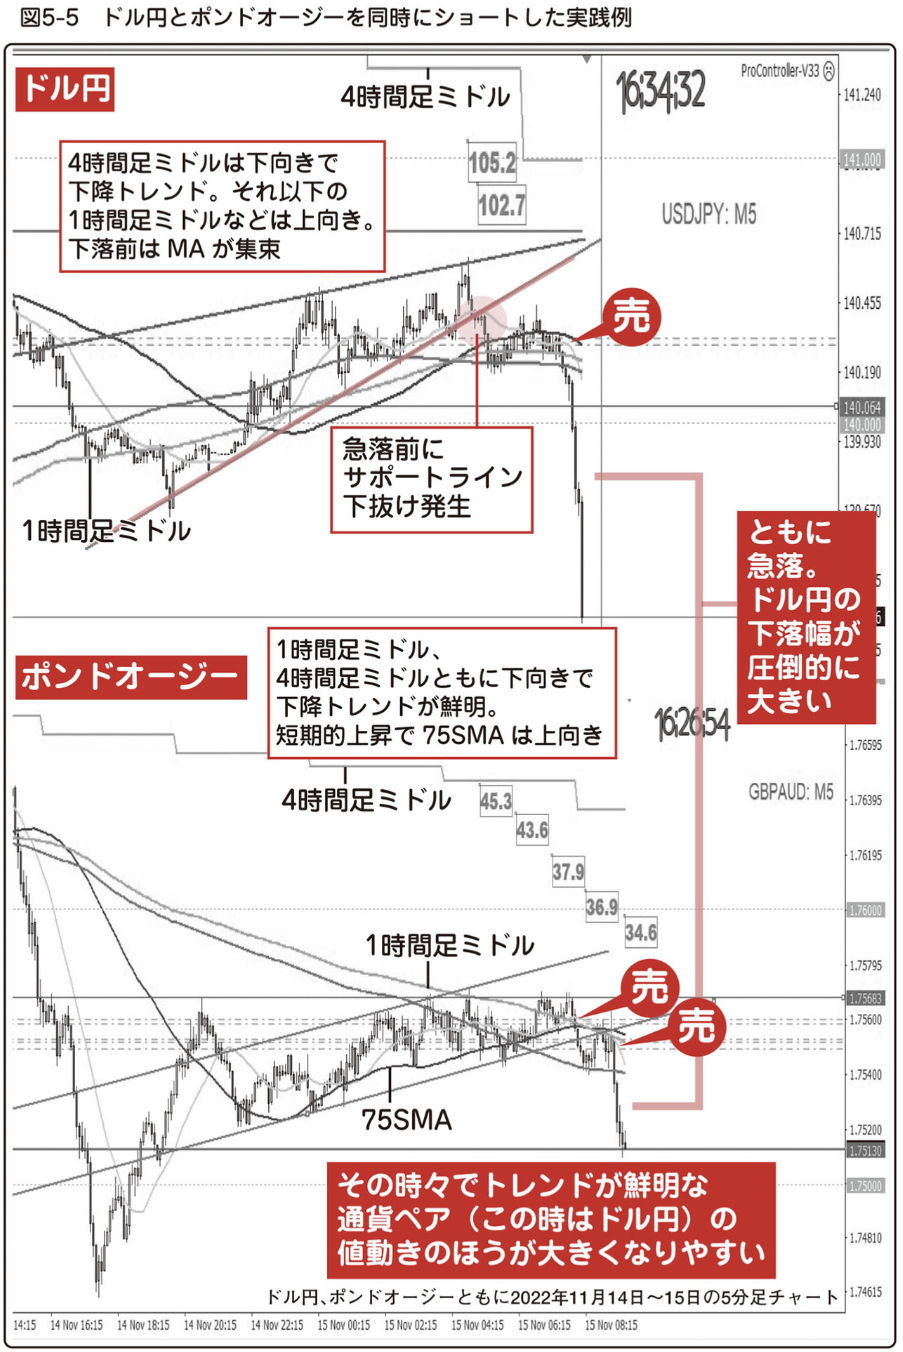 図5-5　ドル円とポンドオージーを同時にショートした実践例
ドル円
4時間足ミドル
16;34;32
ProController-V33
141.240
4時間足ミドルは下向きで
下降トレンド。それ以下の
1時間足ミドルなどは上向き。
下落前は MA が集束
105.2
102.7
141.000
USDJPY: M5
140.715
140.455
売
140.190
140.064
140.000
139.930
急落前に
サポートライン
下抜け発生
1時間足ミドル
ともに
急落。
ドル円の
下落幅が
圧倒的に
大きい
ポンドオージー
1時間足ミドル、
4時間足ミドルともに下向きで
下降トレンドが鮮明。
短期的上昇で 75SMA は上向き
16;26;54
1.76595
4時間足ミドル
GBPAUD: M5
45.3
43.6
37.9
36.9
34.6
1.76395
1.76195
1.76000
1時間足ミドル
1.75795
売
1.75683
1.75600
売
1.75400
75SMA
1.75200
1.75130
1.75000
その時々でトレンドが鮮明な
通貨ペア（この時はドル円）の
値動きのほうが大きくなりやすい
1.74810
1.74615
ドル円、ポンドオージーともに2022年11月14日～15日の5分足チャート
14:15 14 Nov 16:15 14 Nov 18:15 14 Nov 20:15 14 Nov 22:15 15 Nov 00:15 15 Nov 02:15 15 Nov 04:15 15 Nov 06:15 15 Nov 08:15